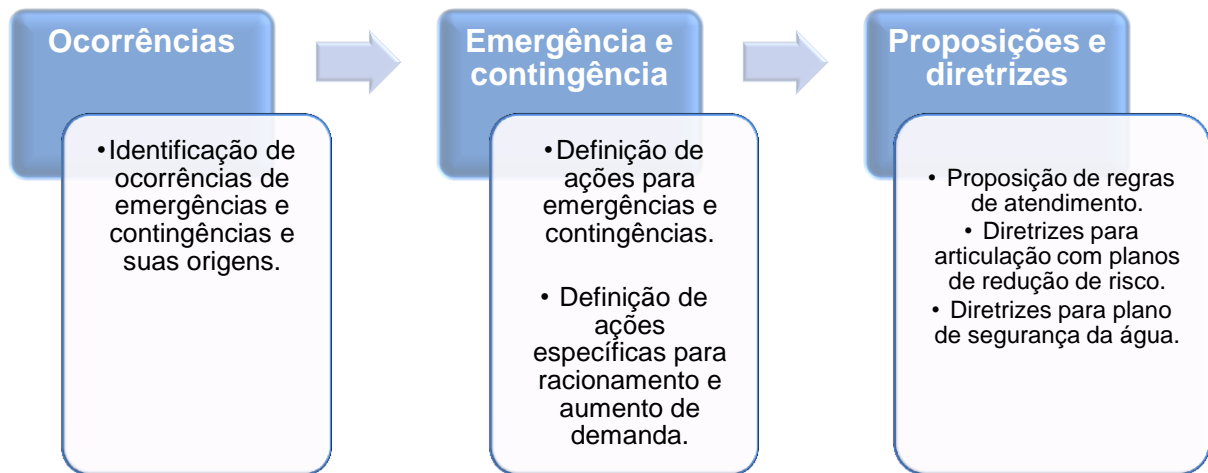 Ocorrências
•Identificação de
ocorrências de
emergências e
contingências e
suas origens.
Emergência e
contingência
•Definição de
ações para
emergências e
contingências.
• Definição de
ações
específicas para
racionamento e
aumento de
demanda.
Proposições e
diretrizes
• Proposição de regras
de atendimento.
• Diretrizes para
articulação com planos
de redução de risco.
• Diretrizes para plano
de segurança da água.